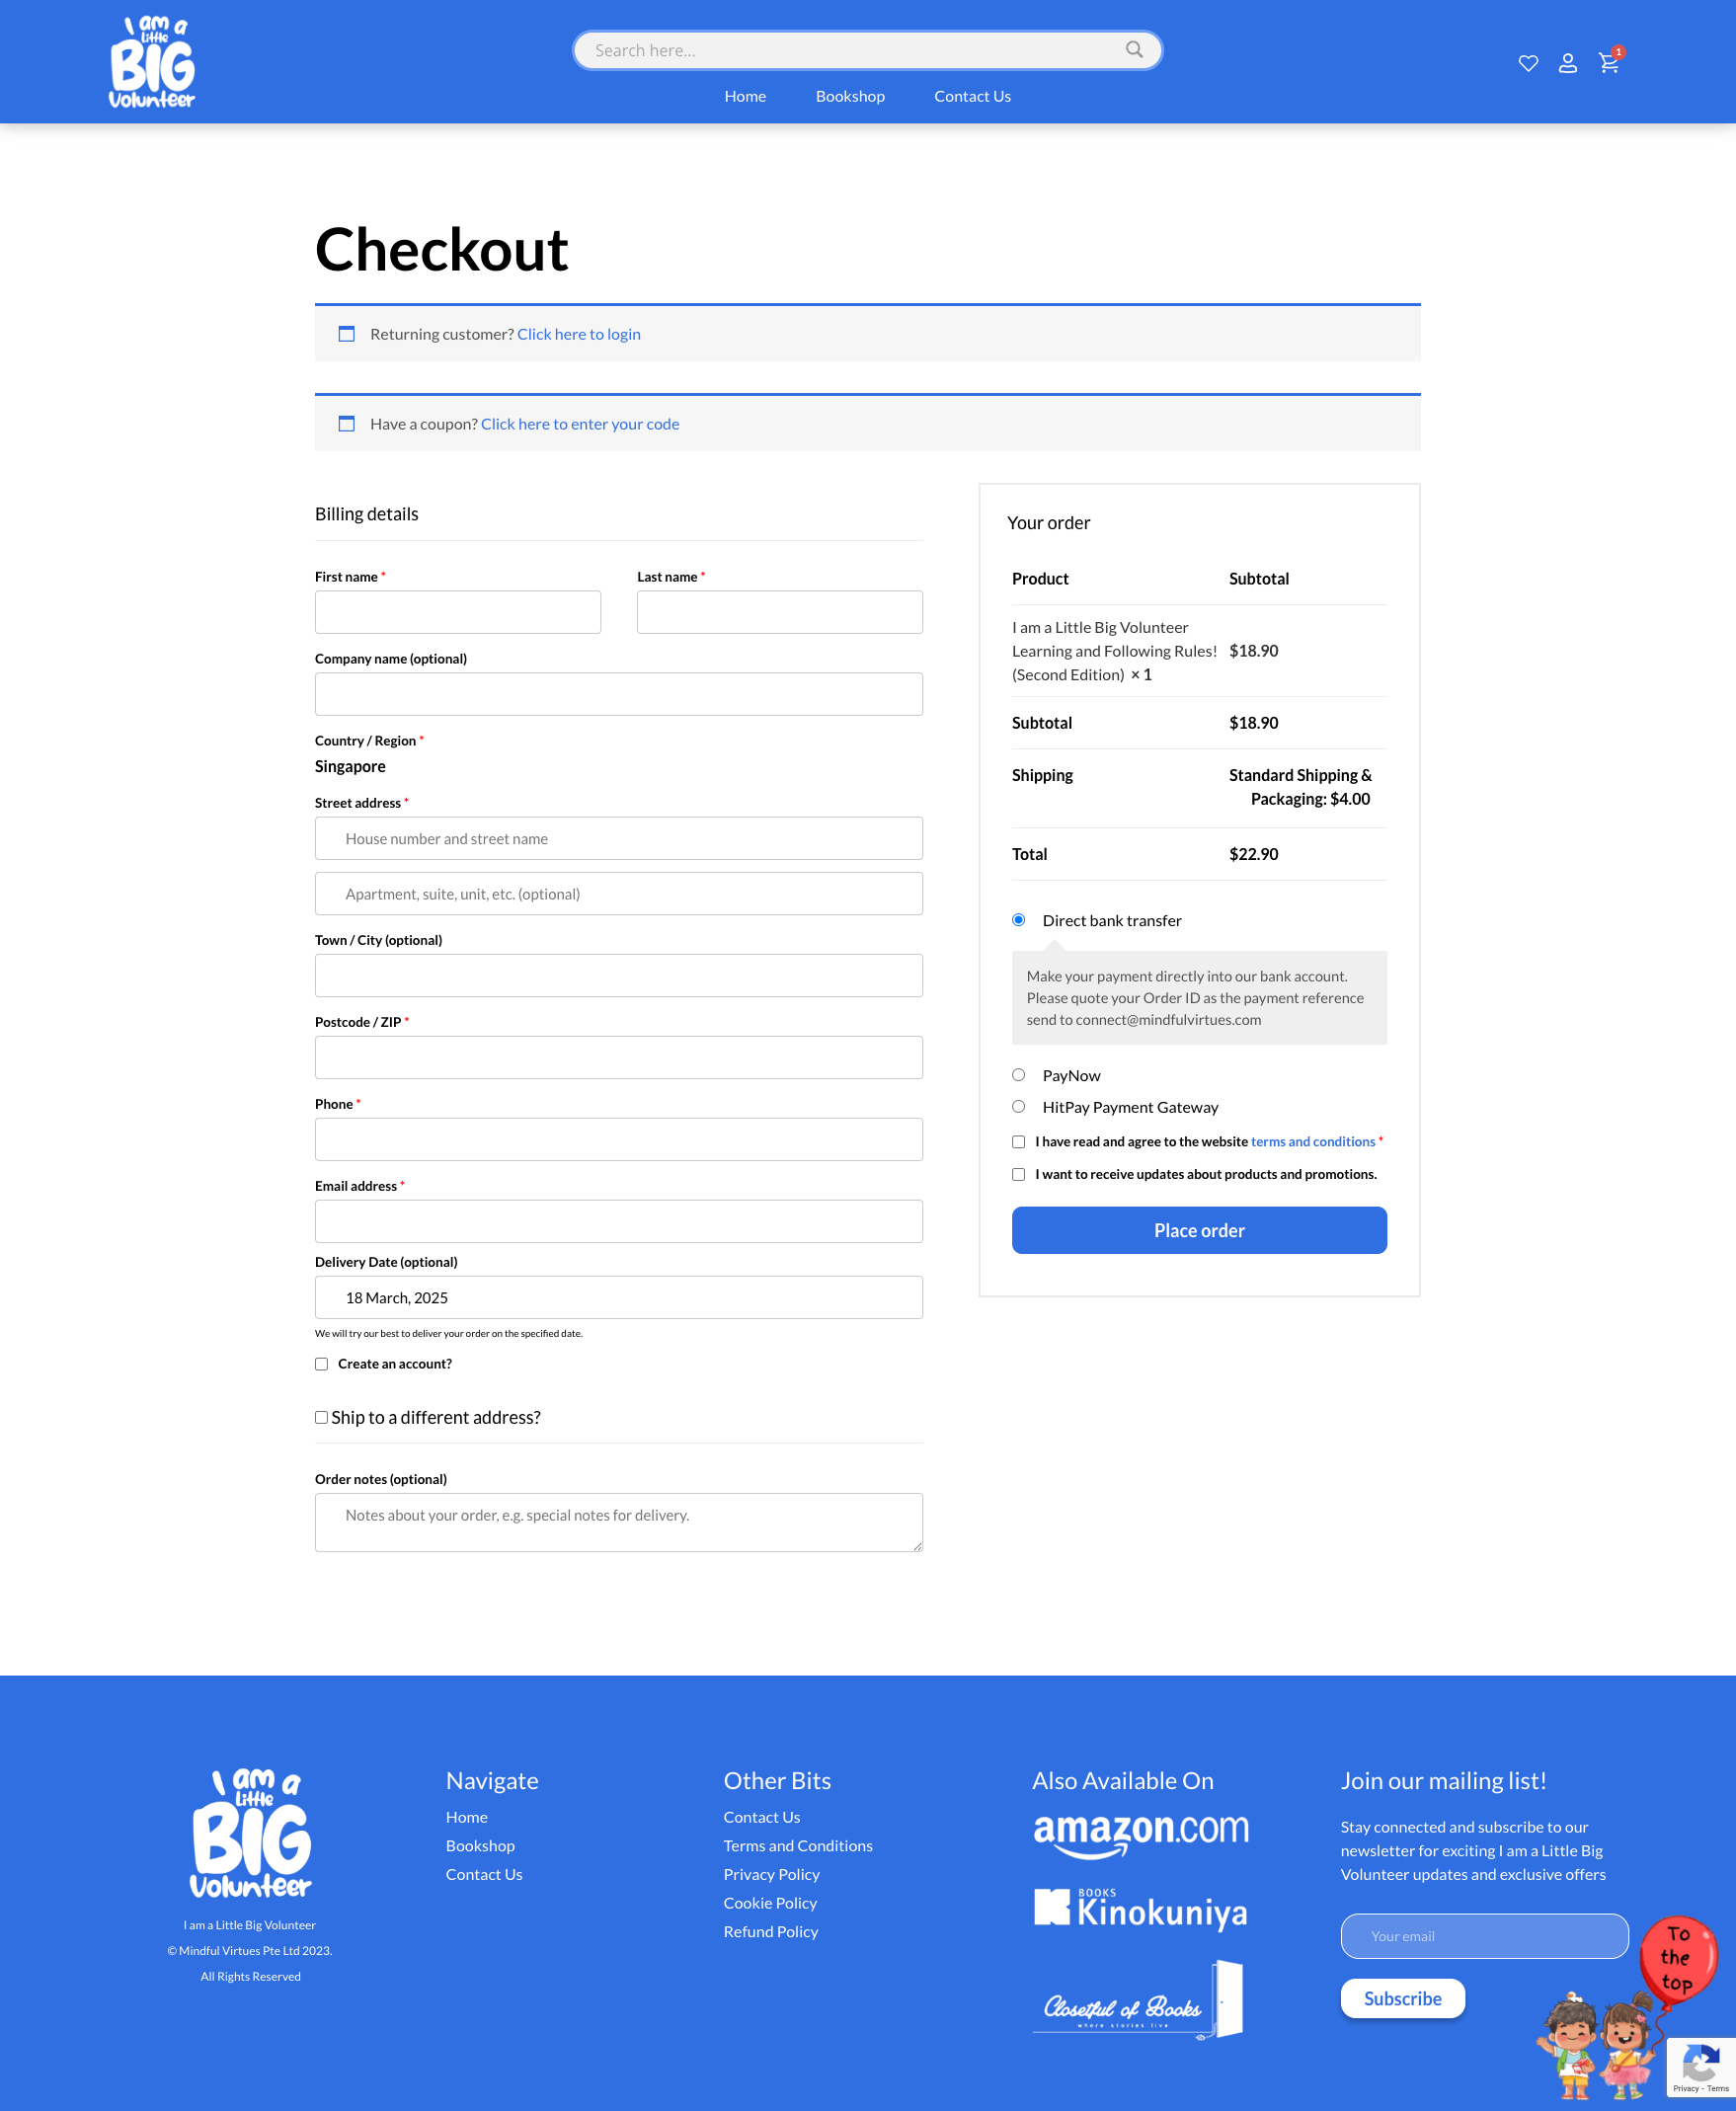 I am a
little
BIG
Volunteer
Search here...
1
Home
Bookshop
Contact Us
Checkout
Returning customer? Click here to login
Have a coupon? Click here to enter your code
Billing details
First name *
Last name *
Company name (optional)
Country / Region *
Singapore
Street address *
House number and street name
Apartment, suite, unit, etc. (optional)
Town / City (optional)
Postcode / ZIP *
Phone *
Email address *
Delivery Date (optional)
18 March, 2025
We will try our best to deliver your order on the specified date.
Create an account?
Ship to a different address?
Order notes (optional)
Notes about your order, e.g. special notes for delivery.
Your order
Product Subtotal
I am a Little Big Volunteer
Learning and Following Rules! $18.90
(Second Edition) × 1
Subtotal $18.90
Shipping Standard Shipping &
Packaging: $4.00
Total $22.90
Direct bank transfer
Make your payment directly into our bank account.
Please quote your Order ID as the payment reference
send to connect@mindfulvirtues.com
PayNow
HitPay Payment Gateway
I have read and agree to the website terms and conditions *
I want to receive updates about products and promotions.
Place order
I am a
little
BIG
Volunteer
I am a Little Big Volunteer
© Mindful Virtues Pte Ltd 2023.
All Rights Reserved
Navigate
Home
Bookshop
Contact Us
Other Bits
Contact Us
Terms and Conditions
Privacy Policy
Cookie Policy
Refund Policy
Also Available On
amazon.com
BOOKS
Kinokuniya
Closetful of Books
where stories live
Join our mailing list!
Stay connected and subscribe to our
newsletter for exciting I am a Little Big
Volunteer updates and exclusive offers
Your email
Subscribe
To
the
top
Privacy - Terms